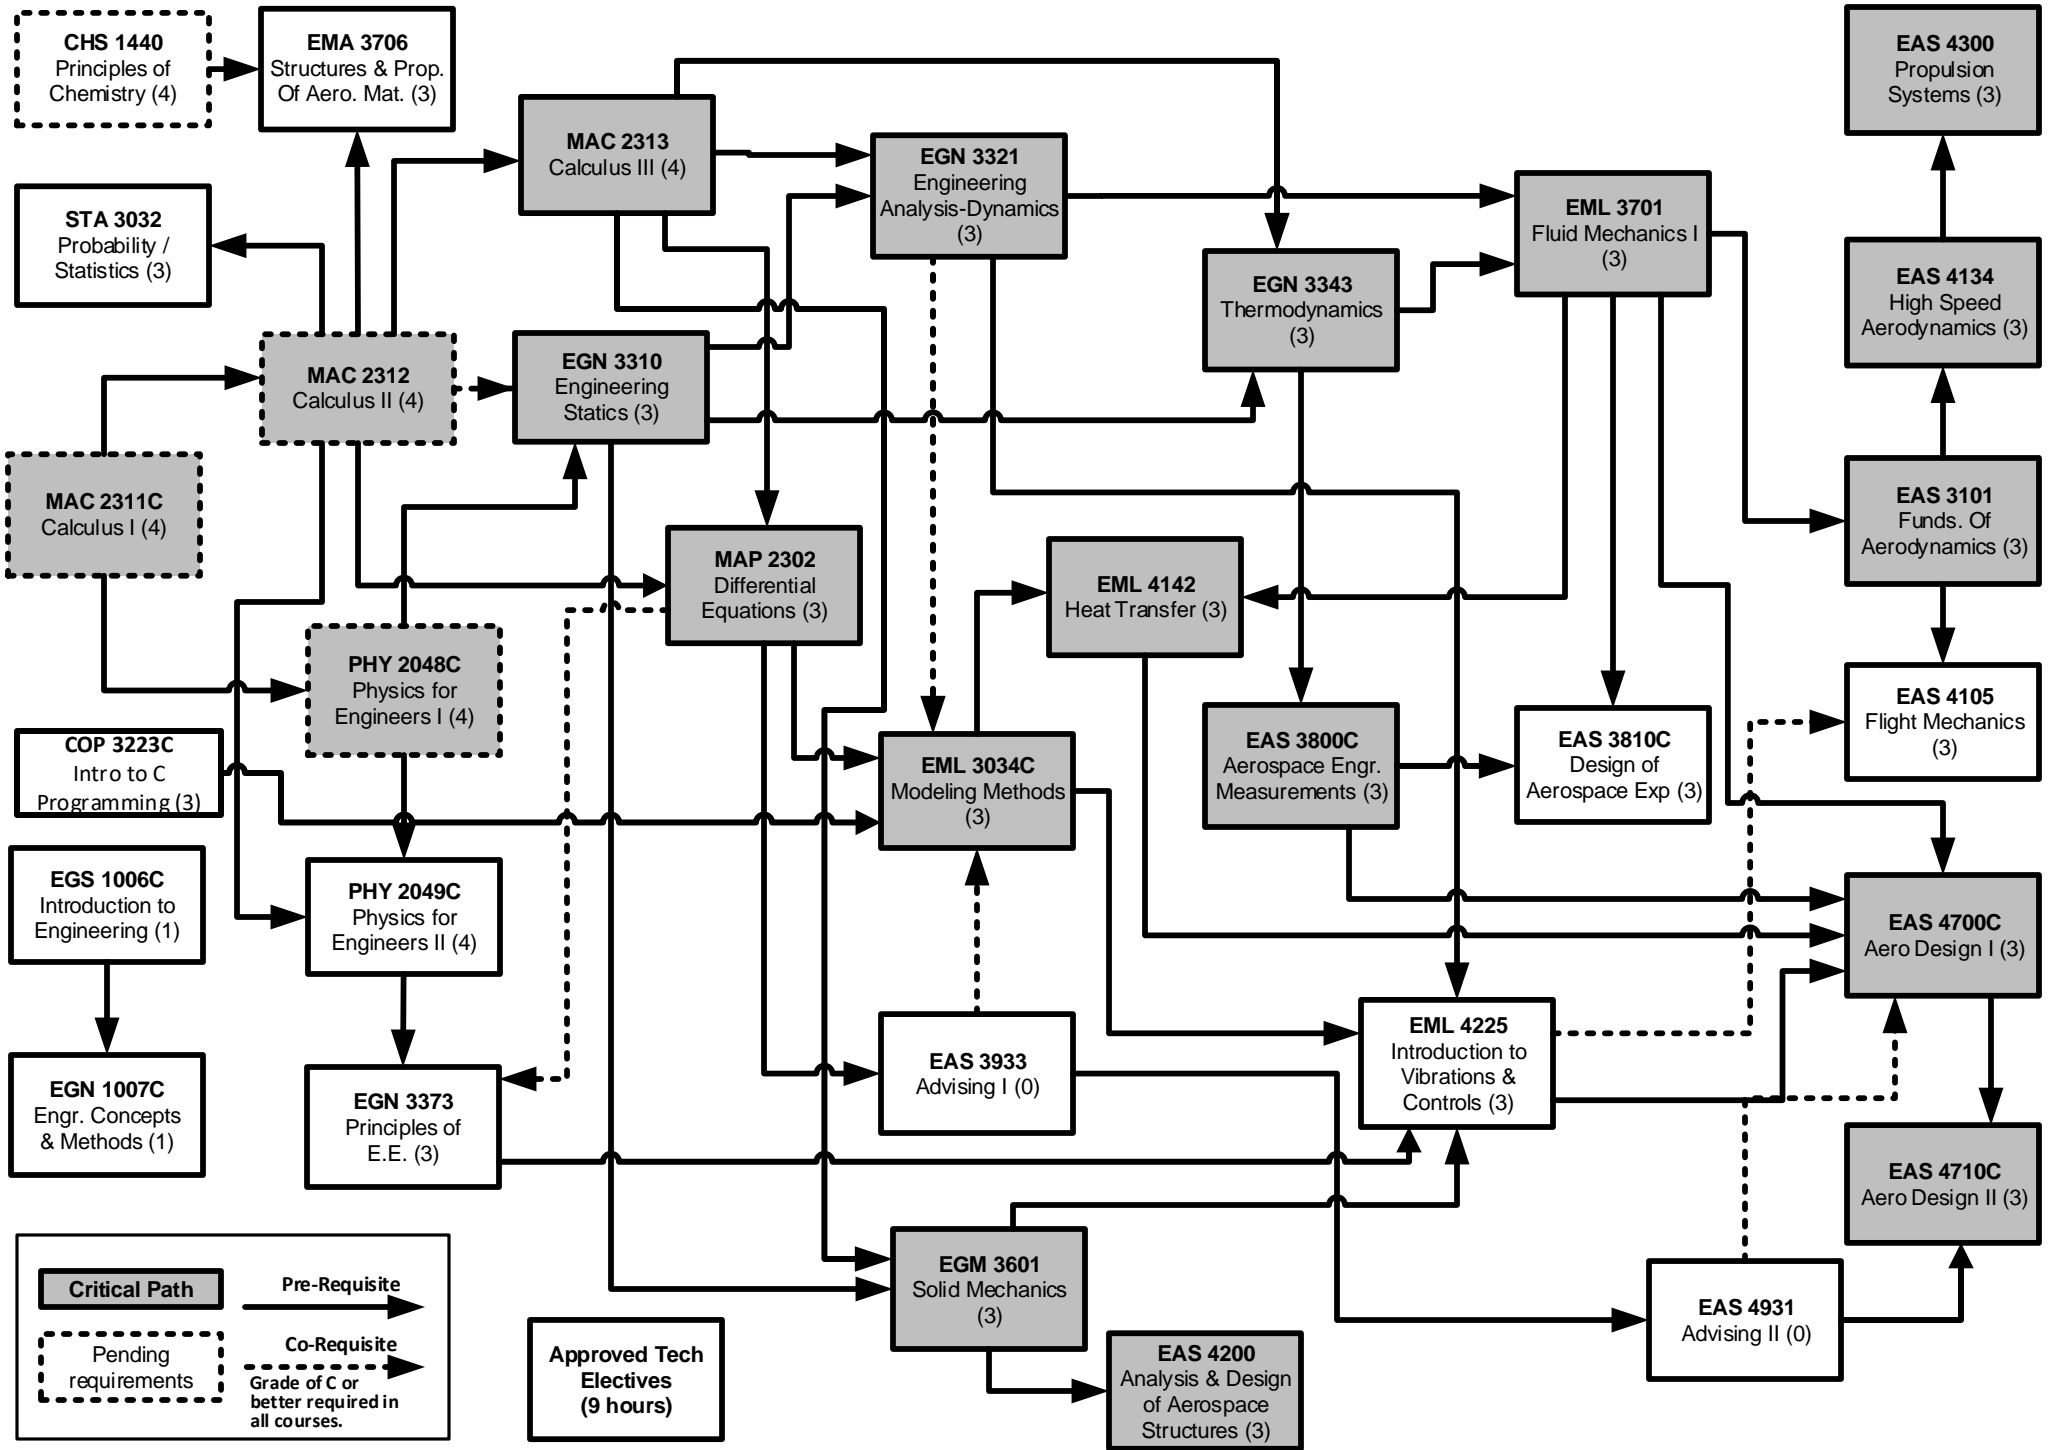 CHS 1440
Principles of
Chemistry (4)
EMA 3706
Structures & Prop.
Of Aero. Mat. (3)
STA 3032
Probability /
Statistics (3)
MAC 2312
Calculus II (4)
MAC 2311C
Calculus I (4)
PHY 2048C
Physics for
Engineers I (4)
COP 3223C
Intro to C
Programming (3)
EGS 1006C
Introduction to
Engineering (1)
PHY 2049C
Physics for
Engineers II (4)
EGN 1007C
Engr. Concepts
& Methods (1)
EGN 3373
Principles of
E.E. (3)
MAC 2313
Calculus III (4)
EGN 3310
Engineering
Statics (3)
MAP 2302
Differential
Equations (3)
EGN 3321
Engineering
Analysis-Dynamics
(3)
EML 4142
Heat Transfer (3)
EML 3034C
Modeling Methods
(3)
EAS 3933
Advising I (0)
EGM 3601
Solid Mechanics
(3)
EAS 4200
Analysis & Design
of Aerospace
Structures (3)
EGN 3343
Thermodynamics
(3)
EAS 3800C
Aerospace Engr.
Measurements (3)
EML 3701
Fluid Mechanics I
(3)
EAS 3810C
Design of
Aerospace Exp (3)
EML 4225
Introduction to
Vibrations &
Controls (3)
EAS 4300
Propulsion
Systems (3)
EAS 4134
High Speed
Aerodynamics (3)
EAS 3101
Funds. Of
Aerodynamics (3)
EAS 4105
Flight Mechanics
(3)
EAS 4700C
Aero Design I (3)
EAS 4710C
Aero Design II (3)
EAS 4931
Advising II (0)
Critical Path
Pre-Requisite
Pending
requirements
Co-Requisite
Grade of C or
better required in
all courses.
Approved Tech
Electives
(9 hours)